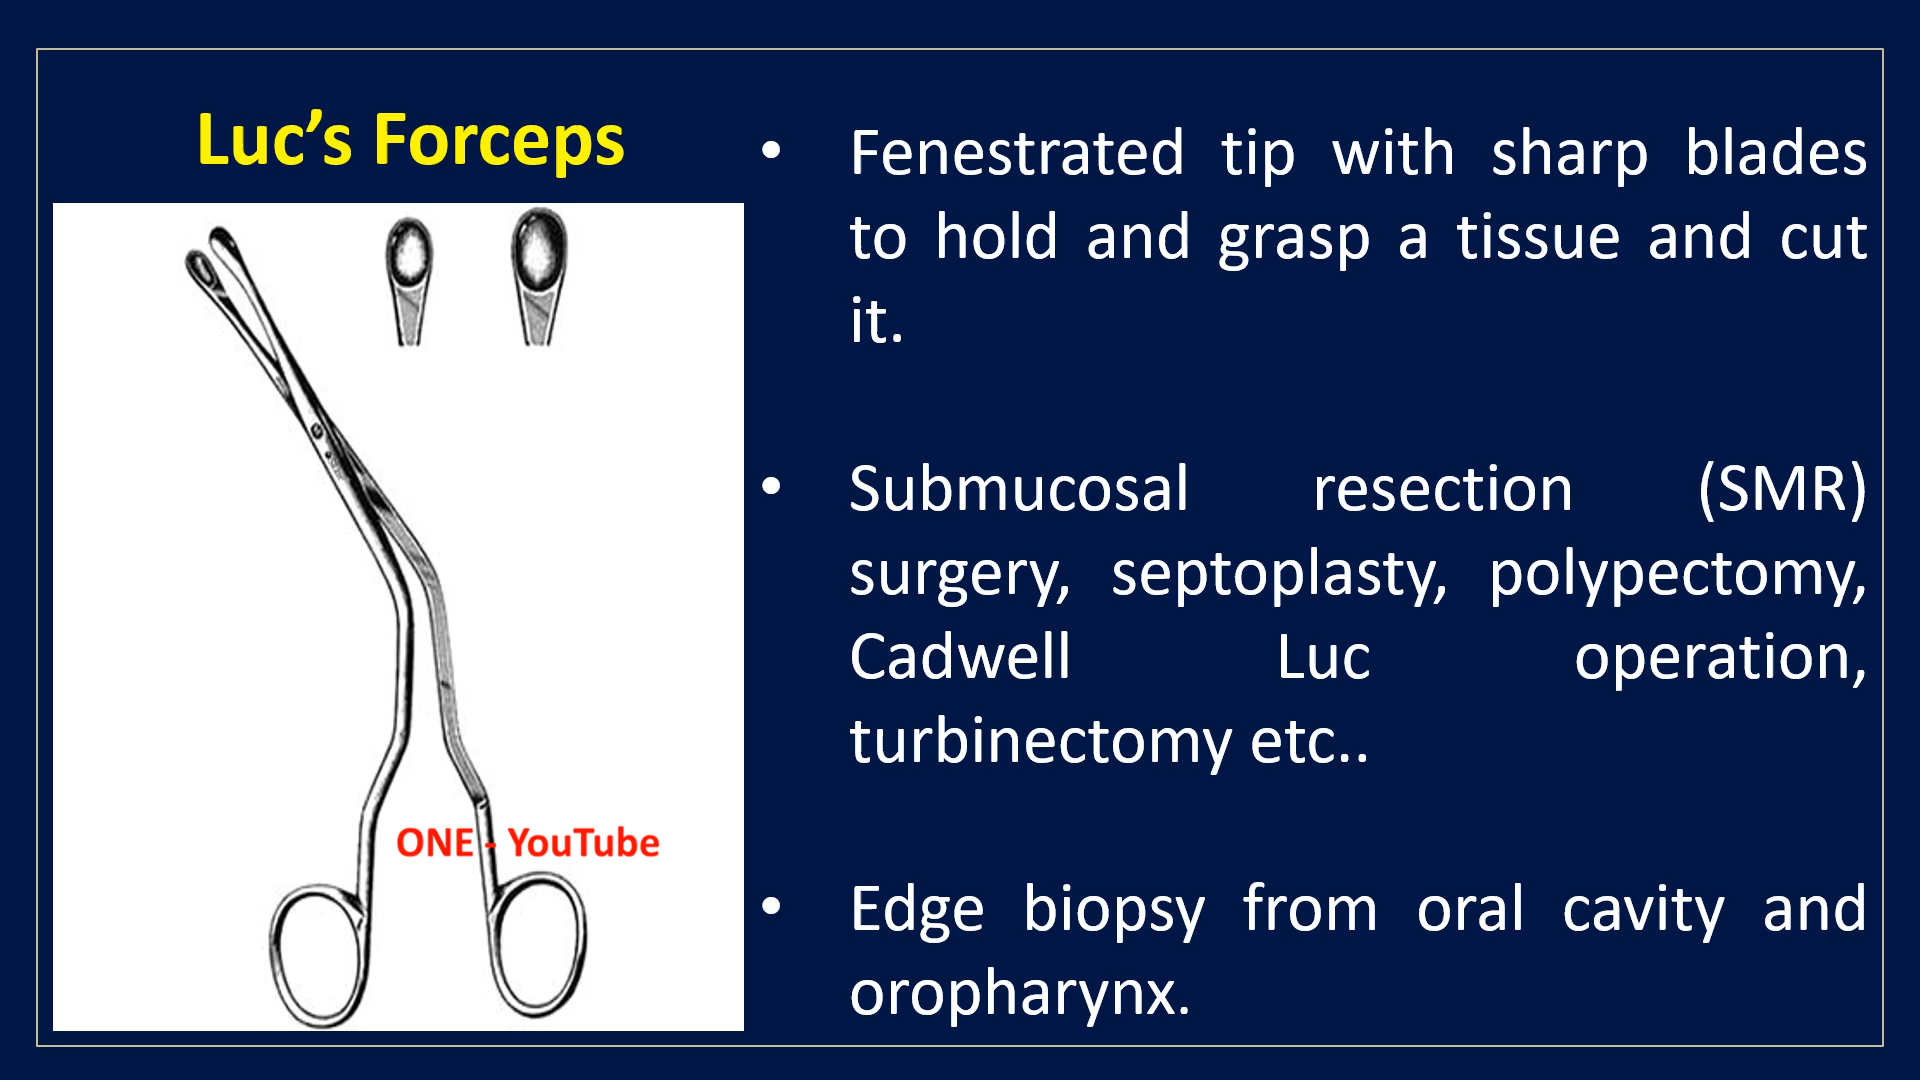 Luc’s Forceps
• Fenestrated tip with sharp blades
to hold and grasp a tissue and cut
it.
• Submucosal resection (SMR)
surgery, septoplasty, polypectomy,
Cadwell Luc operation,
turbinectomy etc..
• Edge biopsy from oral cavity and
oropharynx.
ONE - YouTube